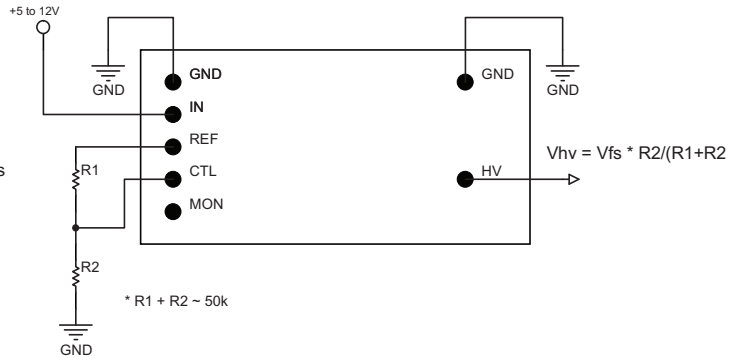 +5 to 12V
GND
GND
GND
GND
IN
REF
R1
s
CTL
HV
Vhv = Vfs * R2/(R1+R2
MON
R2
* R1 + R2 ~ 50k
GND